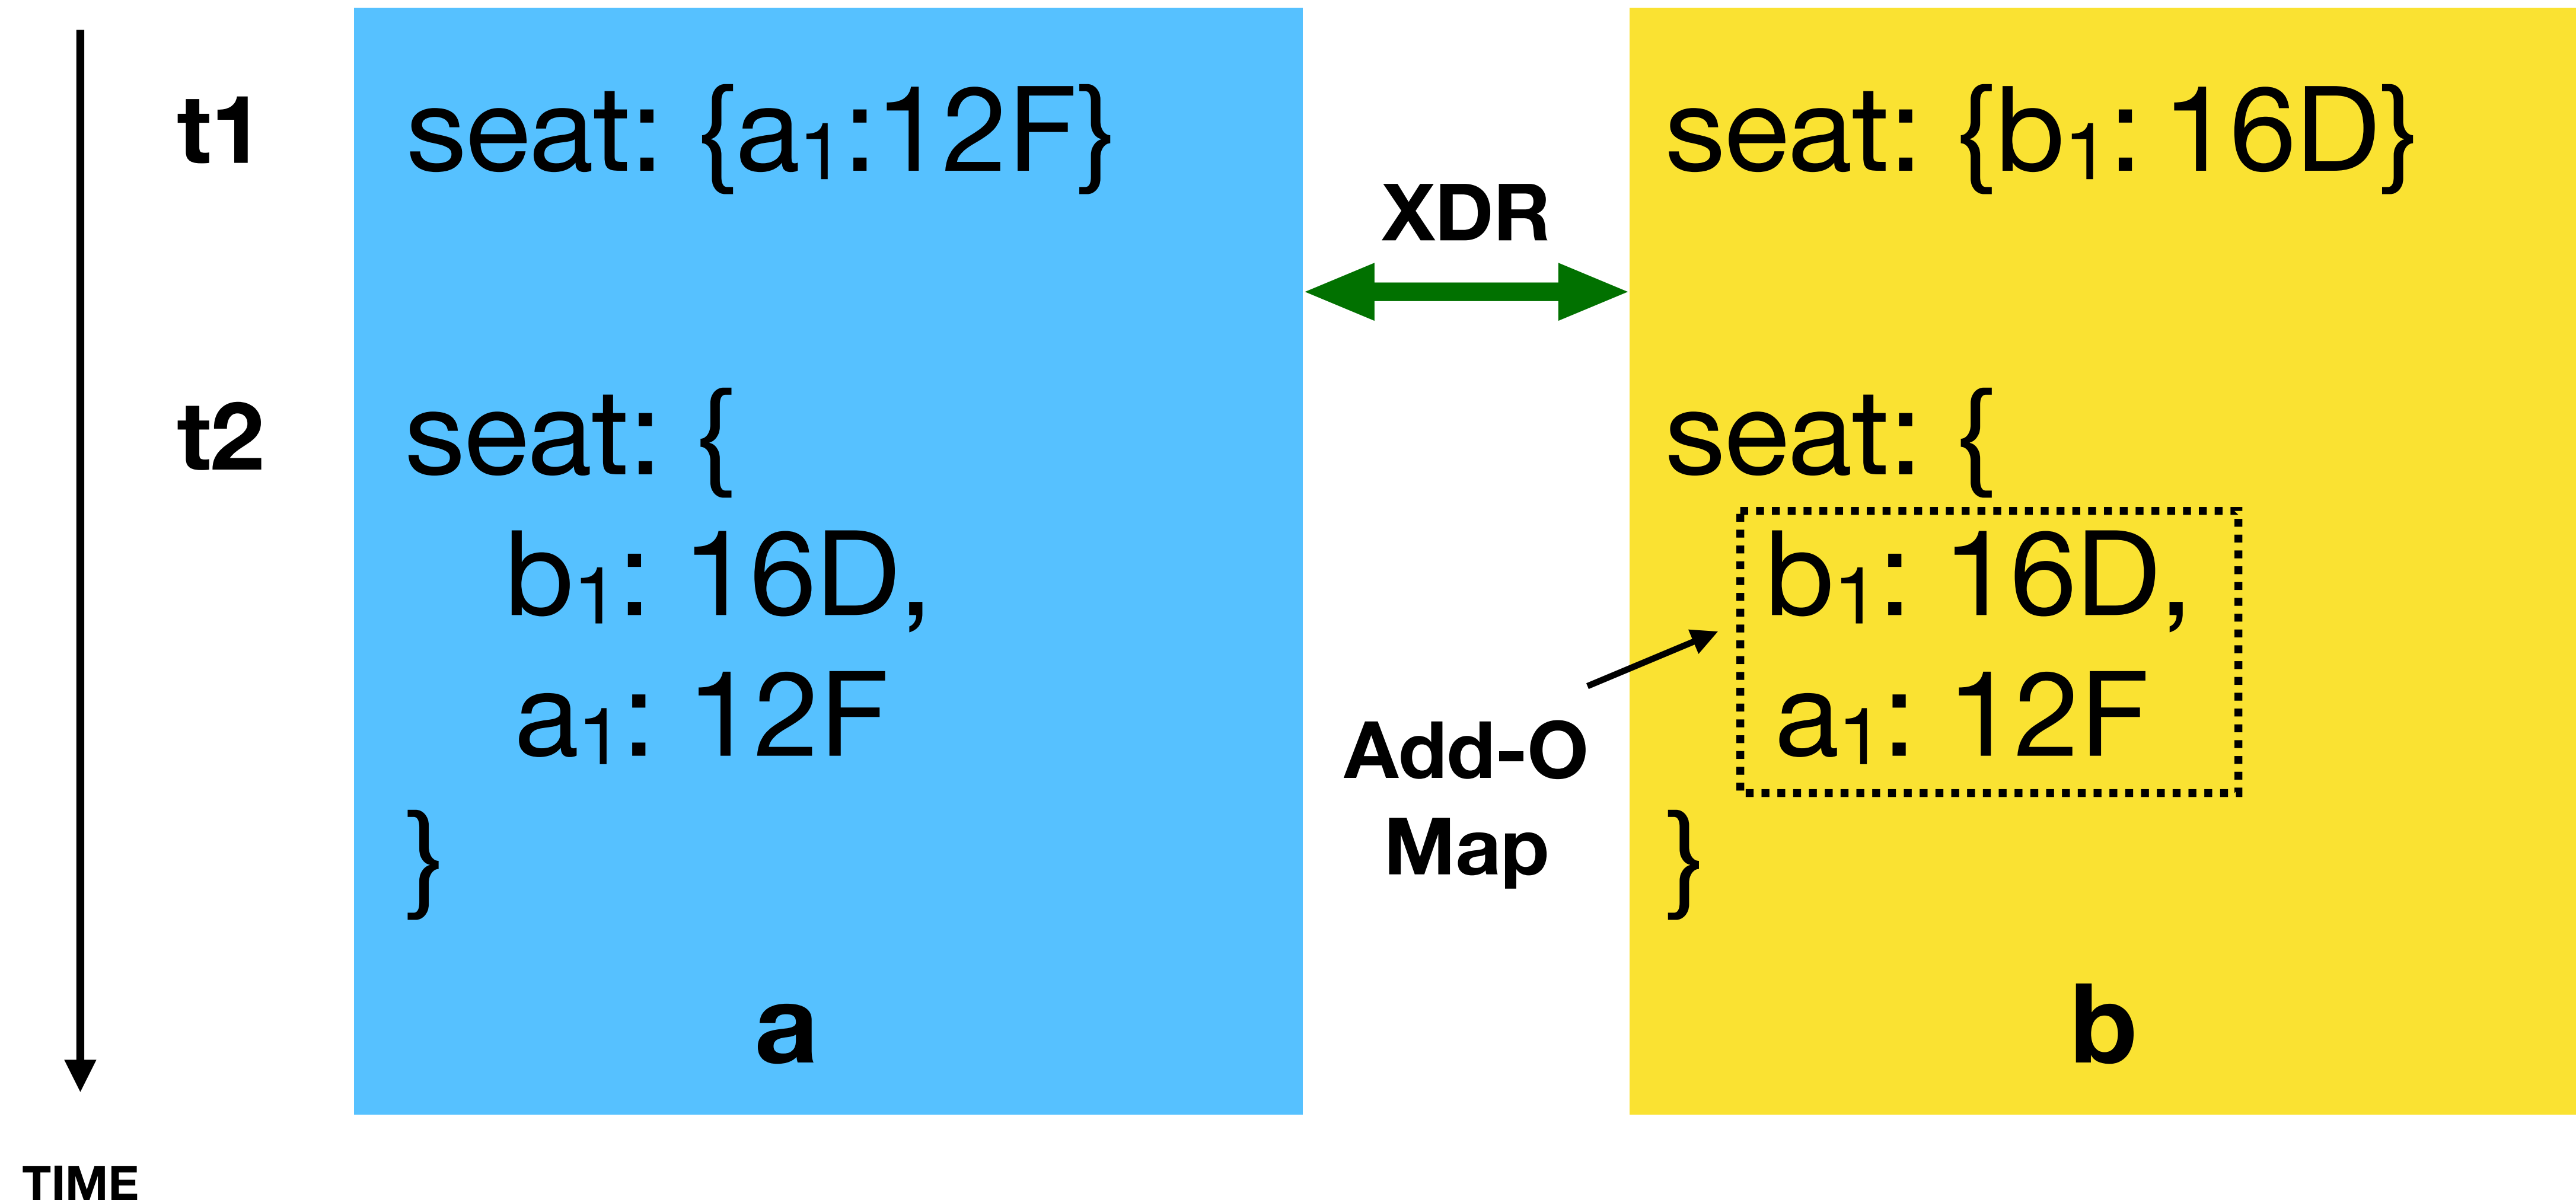 t1
seat: {a₁:12F}
XDR
seat: {b₁: 16D}
t2
seat: {
b₁: 16D,
a₁: 12F
}
a
Add-O
Map
seat: {
b₁: 16D,
a₁: 12F
}
b
TIME